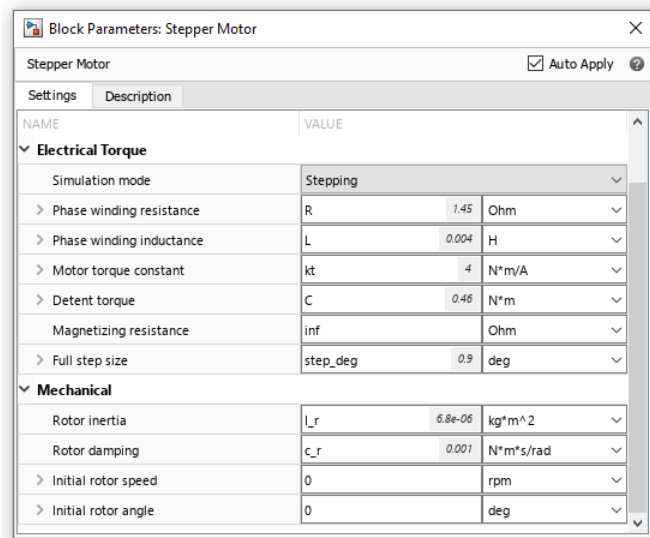 Block Parameters: Stepper Motor
Stepper Motor Auto Apply
Settings Description
NAME VALUE
Electrical Torque
Simulation mode Stepping
Phase winding resistance R 1.45 Ohm
Phase winding inductance L 0.004 H
Motor torque constant kt 4 N*m/A
Detent torque C 0.46 N*m
Magnetizing resistance inf Ohm
Full step size step_deg 0.9 deg
Mechanical
Rotor inertia I_r 6.8e-06 kg*m^2
Rotor damping c_r 0.001 N*m*s/rad
Initial rotor speed 0 rpm
Initial rotor angle 0 deg